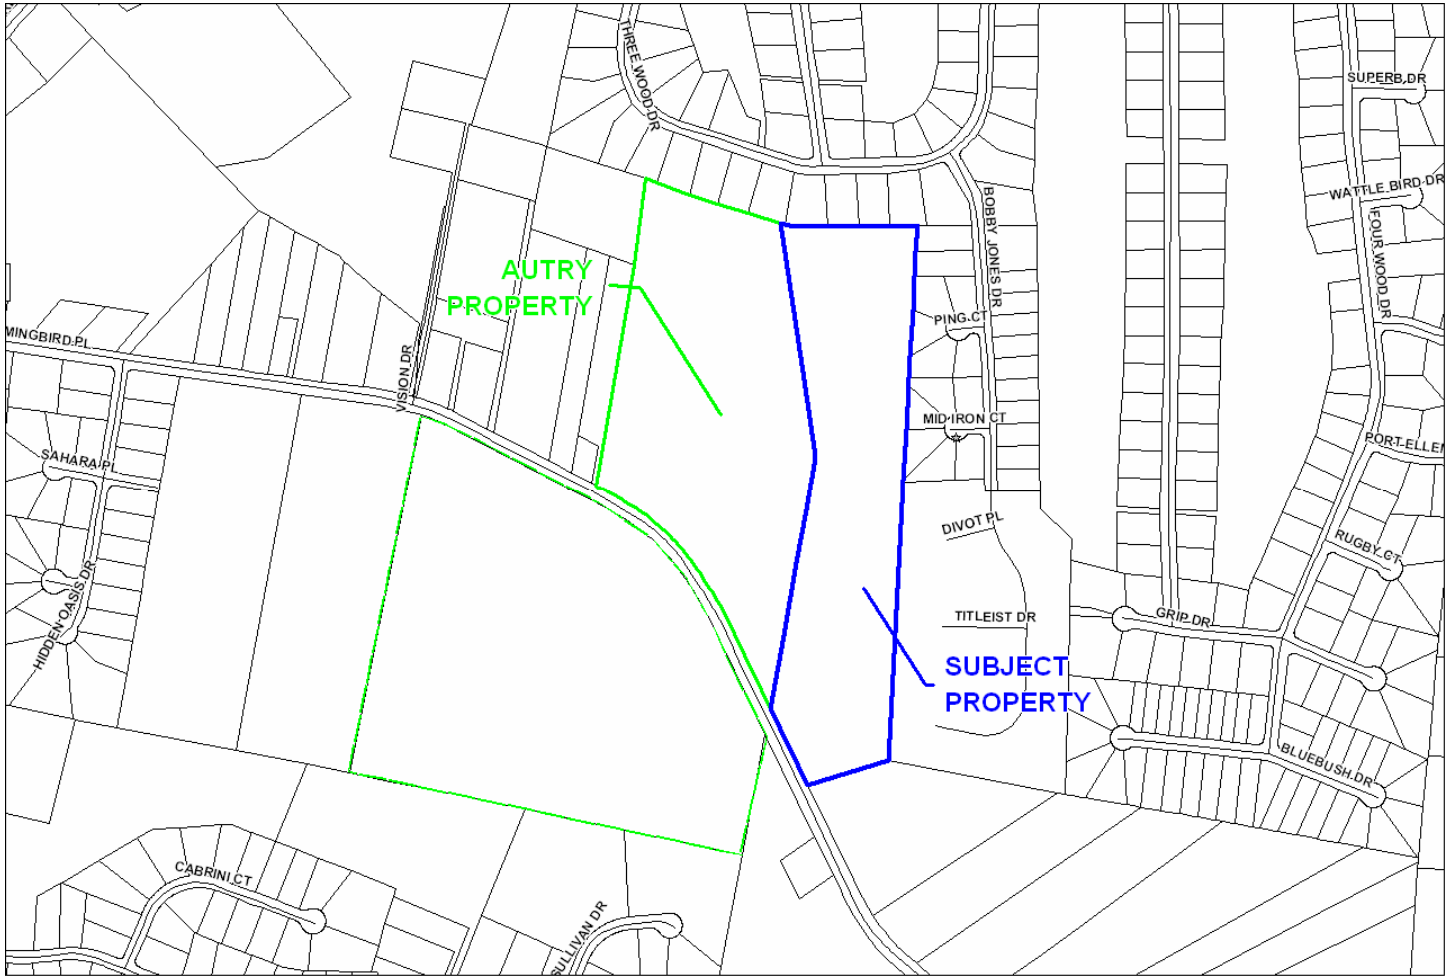 THREE WOOD DR
SUPERB DR
WATTLE BIRD DR
FOUR WOOD DR
BOBBY JONES DR
AUTRY
PROPERTY
PING CT
MINGBIRD PL
VISION DR
MID IRON CT
PORT ELLEN
SAHARA PL
DIVOT PL
RUGBY CT
HIDDEN OASIS DR
TITLEIST DR
GRIP DR
SUBJECT
PROPERTY
BLUEBUSH DR
CABRINI CT
SULLIVAN DR